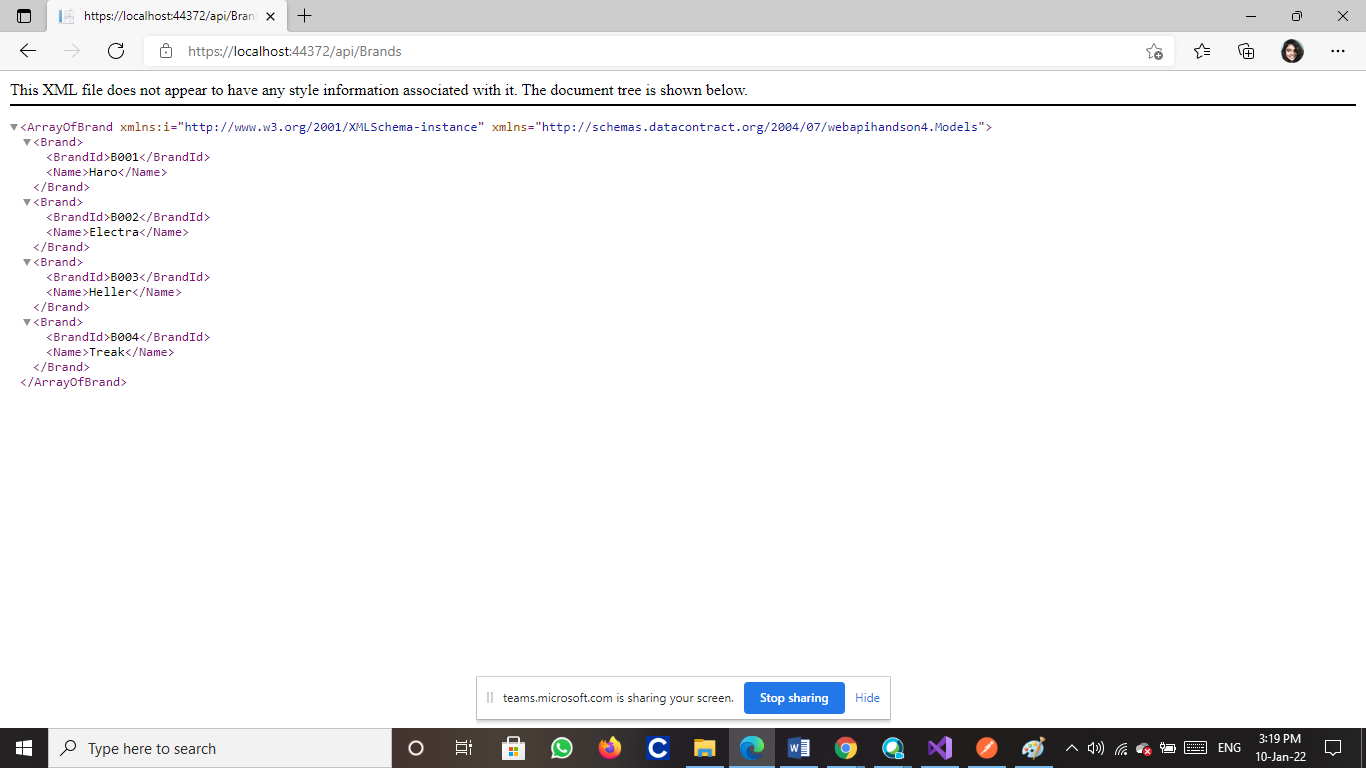 https://localhost:44372/api/Bran
https://localhost:44372/api/Brands
This XML file does not appear to have any style information associated with it. The document tree is shown below.
▼<ArrayOfBrand xmlns:i="http://www.w3.org/2001/XMLSchema-instance" xmlns="http://schemas.datacontract.org/2004/07/webapihandson4.Models">
▼<Brand>
<BrandId>B001</BrandId>
<Name>Haro</Name>
</Brand>
▼<Brand>
<BrandId>B002</BrandId>
<Name>Electra</Name>
</Brand>
▼<Brand>
<BrandId>B003</BrandId>
<Name>Heller</Name>
</Brand>
▼<Brand>
<BrandId>B004</BrandId>
<Name>Treak</Name>
</Brand>
</ArrayOfBrand>
teams.microsoft.com is sharing your screen. Stop sharing Hide
Type here to search
ENG
3:19 PM
10-Jan-22